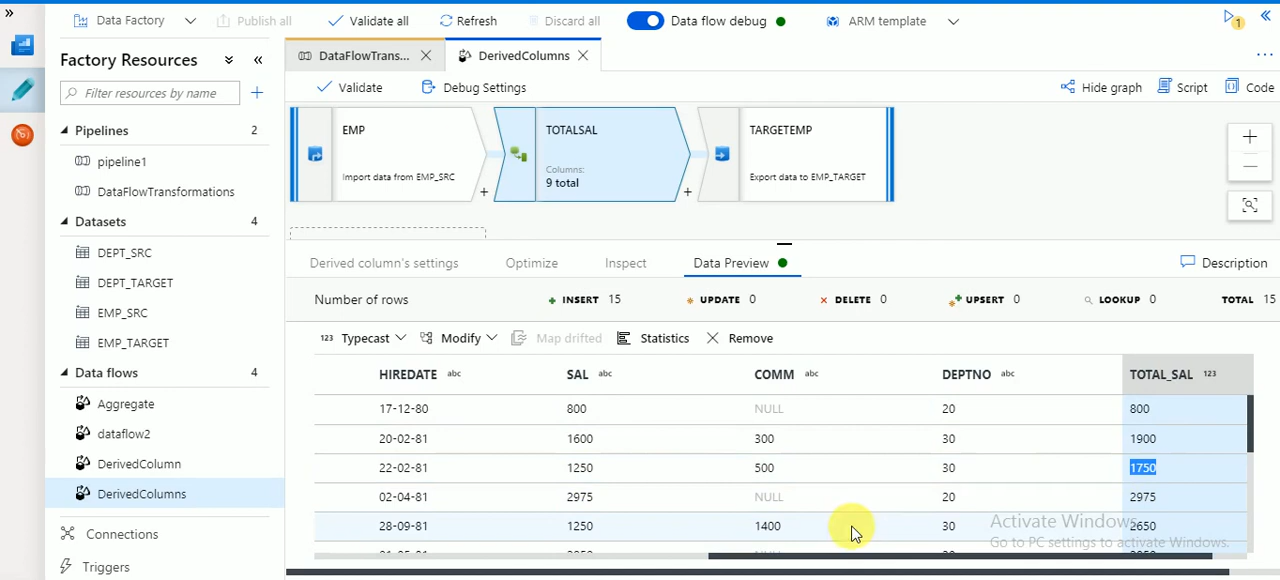 Data Factory Publish all Validate all Refresh Discard all Data flow debug ARM template 1
Factory Resources
DataFlowTrans... DerivedColumns
Filter resources by name
Validate Debug Settings Hide graph Script Code
Pipelines 2
pipeline1
DataFlowTransformations
Datasets 4
DEPT_SRC
DEPT_TARGET
EMP_SRC
EMP_TARGET
Data flows 4
Aggregate
dataflow2
DerivedColumn
DerivedColumns
Connections
Triggers
EMP
Import data from EMP_SRC
TOTALSAL
Columns:
9 total
TARGETEMP
Export data to EMP_TARGET
Derived column's settings Optimize Inspect Data Preview Description
Number of rows INSERT 15 UPDATE 0 DELETE 0 UPSERT 0 LOOKUP 0 TOTAL 15
123 Typecast Modify Map drifted Statistics Remove
HIREDATE abc SAL abc COMM abc DEPTNO abc TOTAL_SAL 123
17-12-80 800 NULL 20 800
20-02-81 1600 300 30 1900
22-02-81 1250 500 30 1750
02-04-81 2975 NULL 20 2975
28-09-81 1250 1400 30 2650
Activate Windows
Go to PC settings to activate Windows.